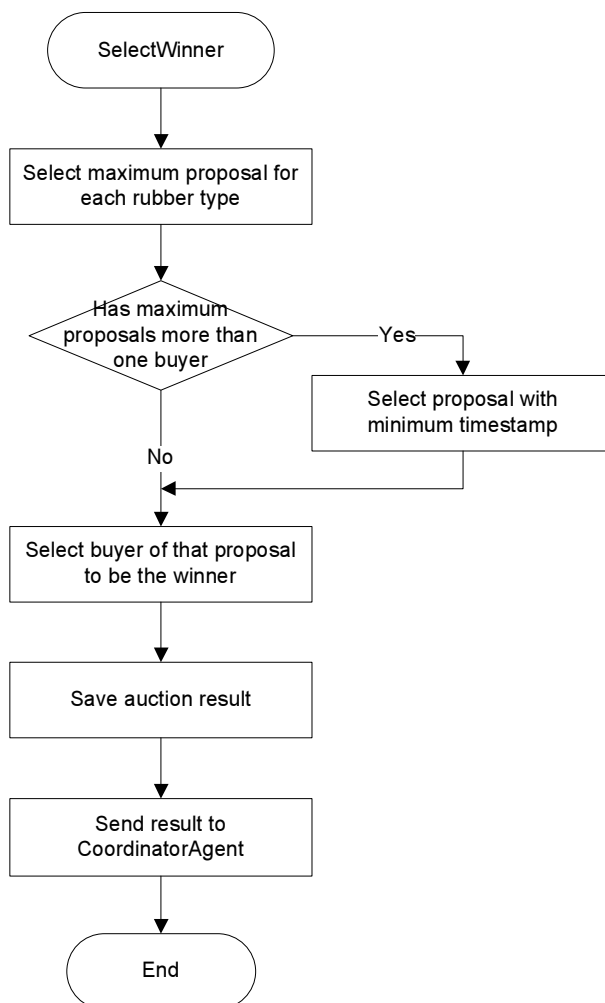 SelectWinner
Select maximum proposal for
each rubber type
Has maximum
proposals more than
one buyer
Yes
Select proposal with
minimum timestamp
No
Select buyer of that proposal
to be the winner
Save auction result
Send result to
CoordinatorAgent
End